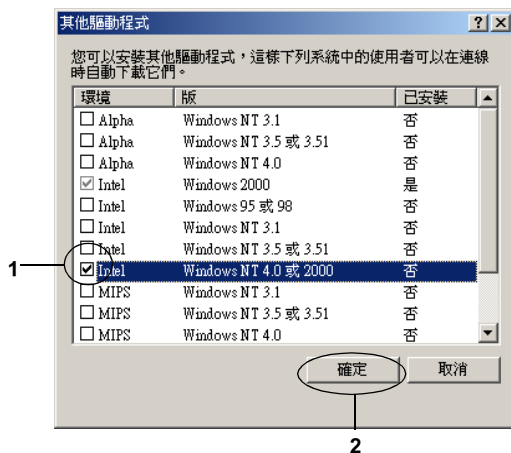 其他驅動程式
您可以安裝其他驅動程式，這樣下列系統中的使用者可以在連線
時自動下載它們。
環境 版 已安裝
Alpha Windows NT 3.1 否
Alpha Windows NT 3.5 或 3.51 否
Alpha Windows NT 4.0 否
Intel Windows 2000 是
Intel Windows 95 或 98 否
Intel Windows NT 3.1 否
Intel Windows NT 3.5 或 3.51 否
1 Intel Windows NT 4.0 或 2000 否
MIPS Windows NT 3.1 否
MIPS Windows NT 3.5 或 3.51 否
MIPS Windows NT 4.0 否
確定 取消
2